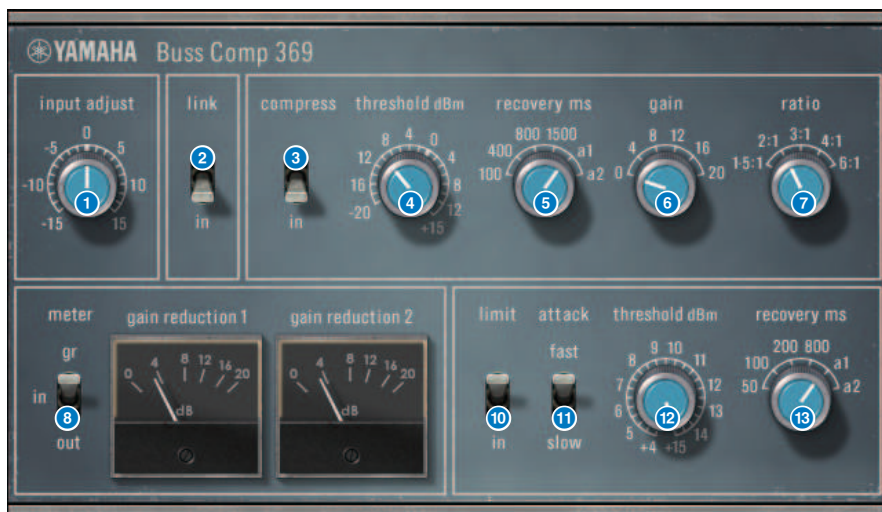 YAMAHA Buss Comp 369
input adjust
-15 -10 -5 0 5 10 15
1
link
2
in
compress
3
in
threshold dBm
-20 16 12 8 4 0 4 8 12 +15
4
recovery ms
100 400 800 1500 a1 a2
5
gain
0 4 8 12 16 20
6
ratio
1·5:1 2:1 3:1 4:1 6:1
7
meter
gr
in
8
out
gain reduction 1
0 4 8 12 16 20
dB
gain reduction 2
0 4 8 12 16 20
dB
limit
10
in
attack
fast
11
slow
threshold dBm
+4 5 6 7 8 9 10 11 12 13 14 +15
12
recovery ms
50 100 200 800 a1 a2
13